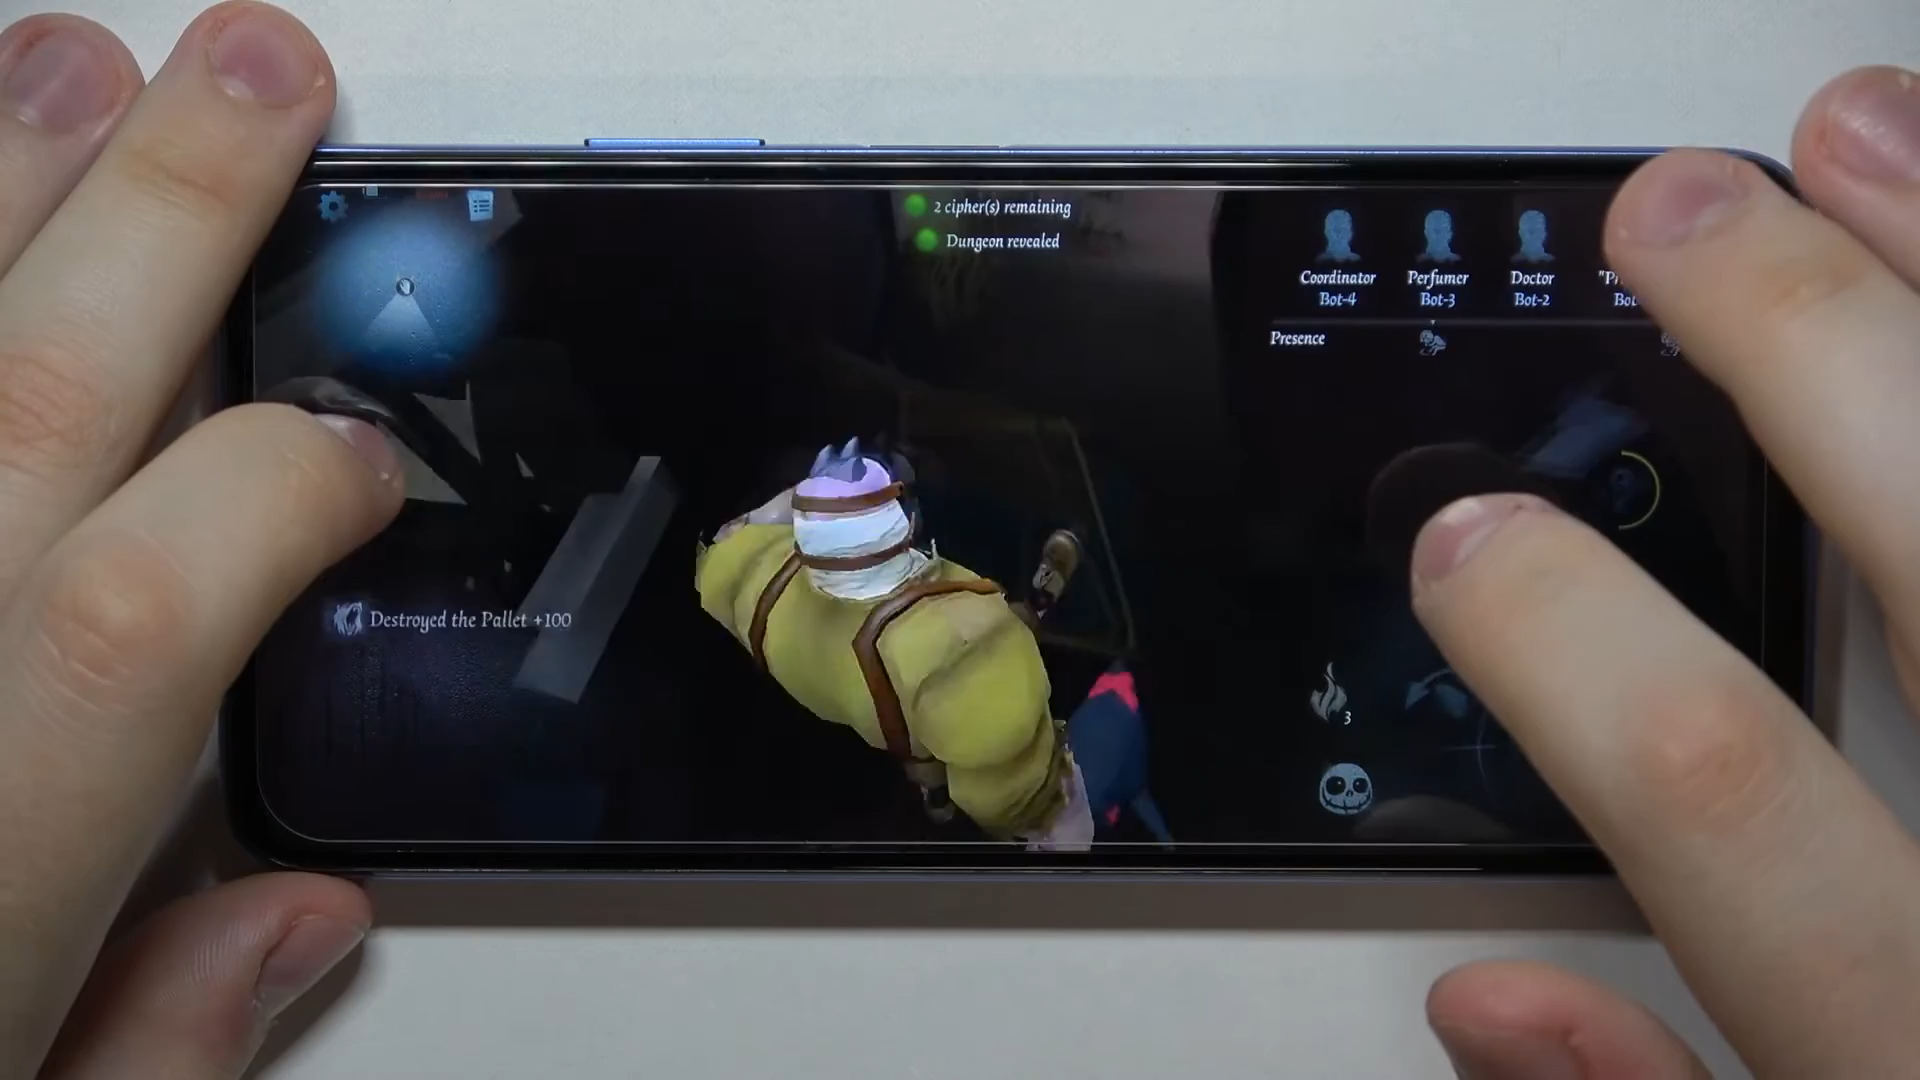 2 cipher(s) remaining
Dungeon revealed
Coordinator
Bot-4
Perfumer
Bot-3
Doctor
Bot-2
Presence
Destroyed the Pallet +100
3